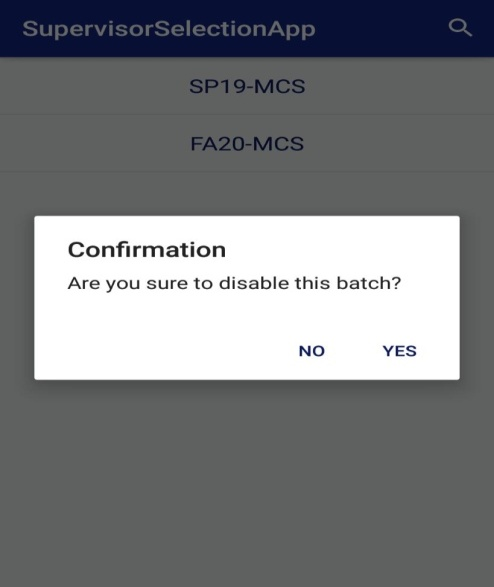 SupervisorSelectionApp
SP19-MCS
FA20-MCS
Confirmation
Are you sure to disable this batch?
NO YES